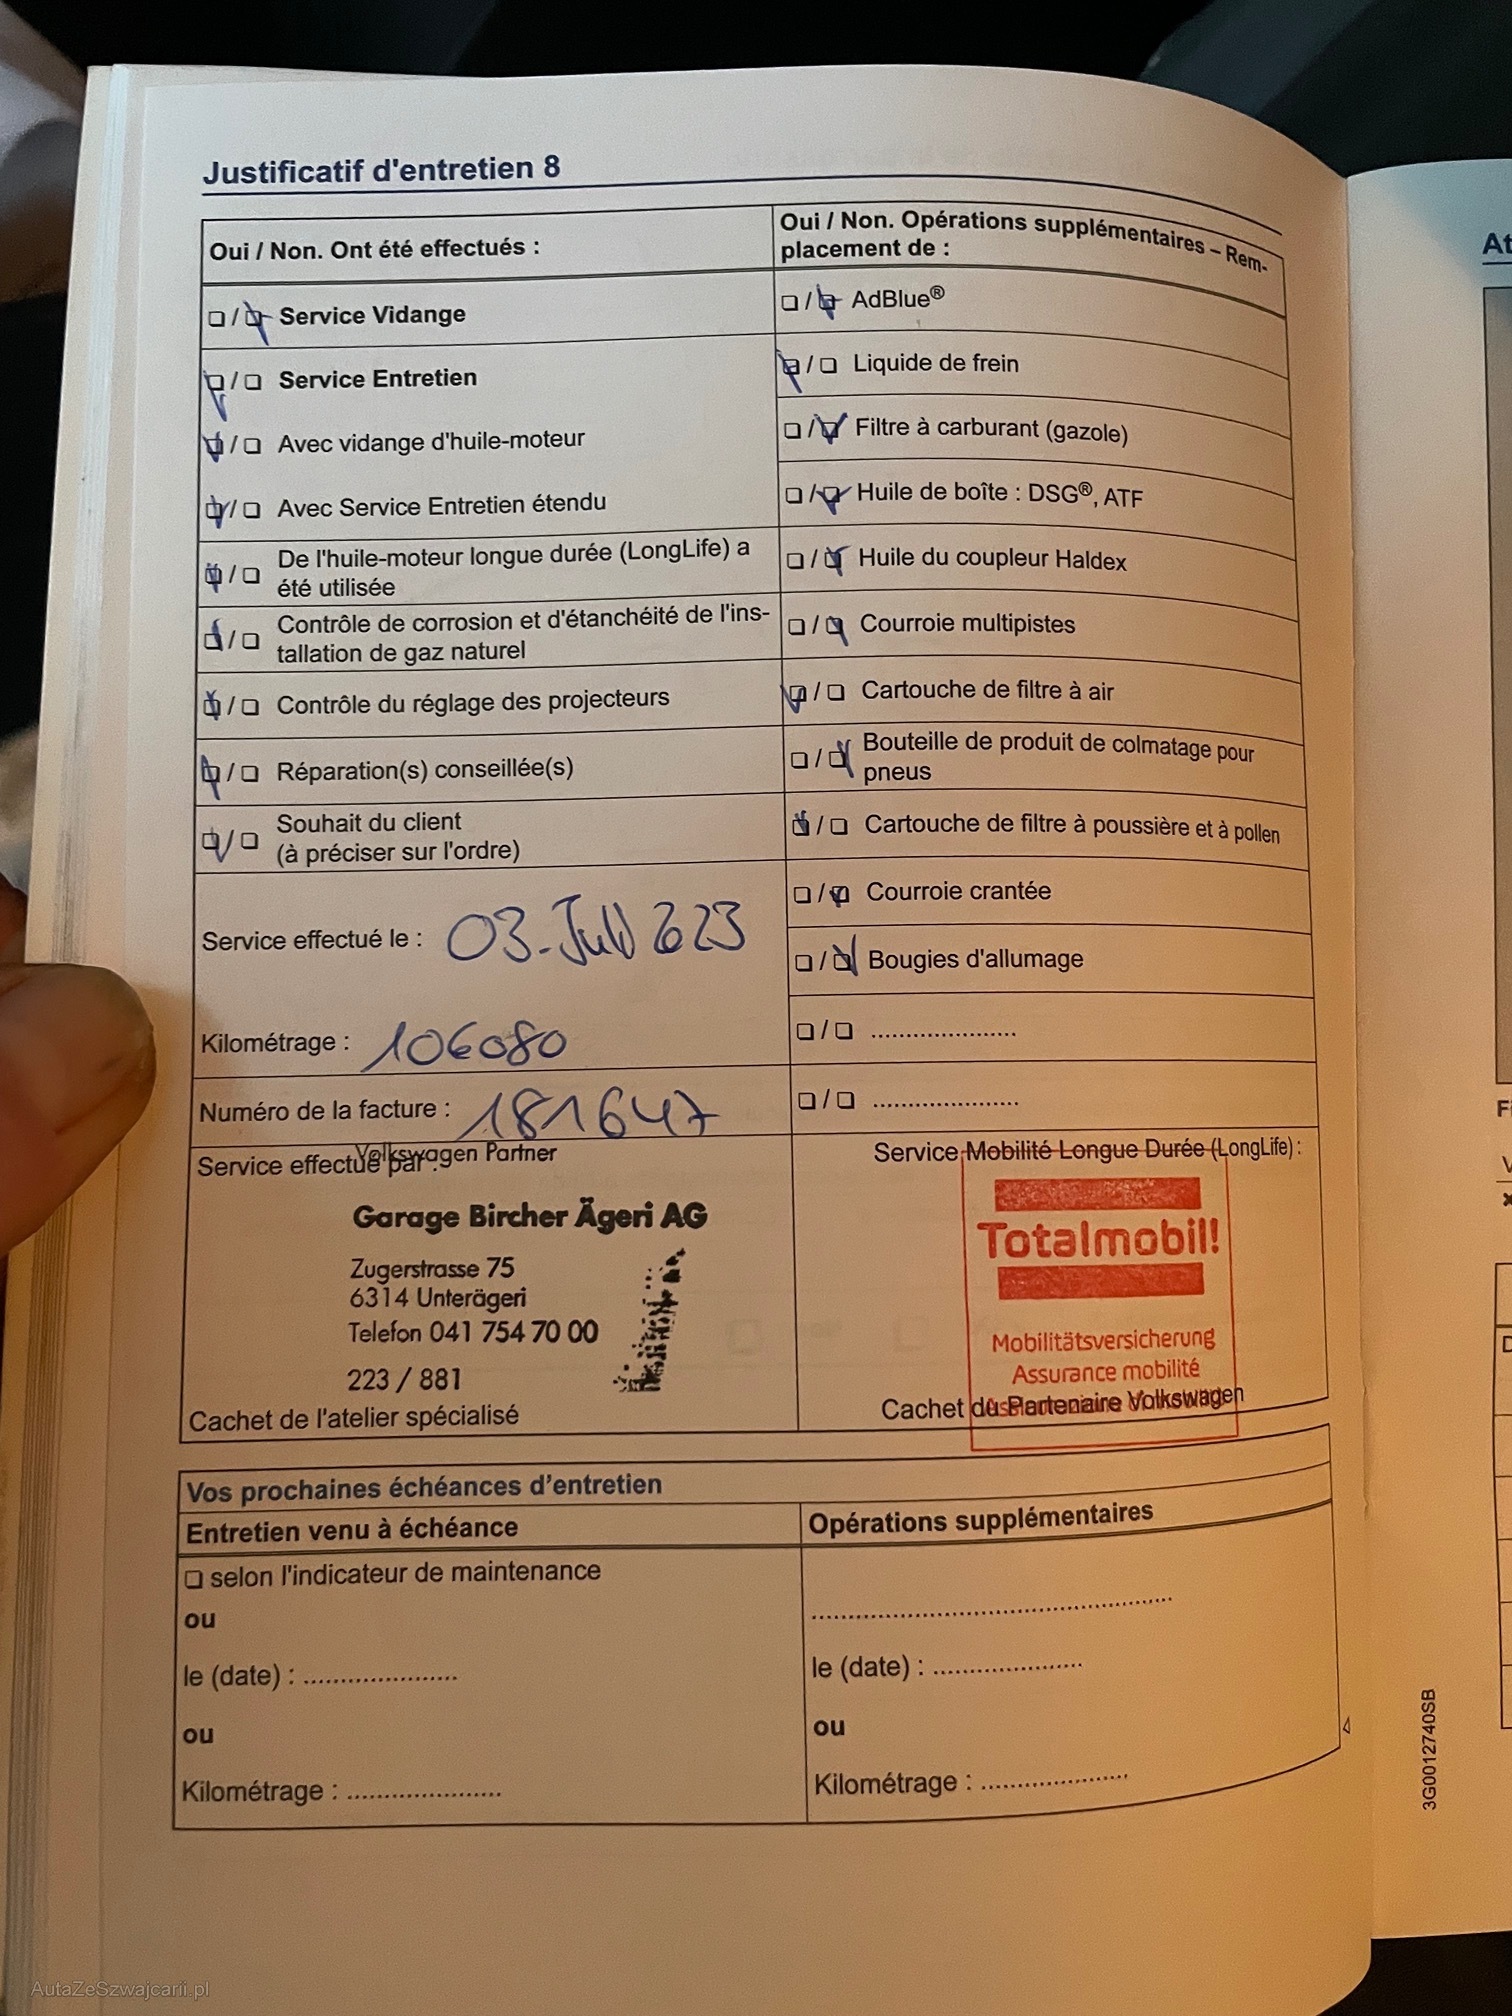 Justificatif d'entretien 8
Oui / Non. Ont été effectués :
☐ / ☑ Service Vidange
☑ / ☐ Service Entretien
☑ / ☐ Avec vidange d'huile-moteur
☑ / ☐ Avec Service Entretien étendu
☑ / ☐ De l'huile-moteur longue durée (LongLife) a
été utilisée
☑ / ☐ Contrôle de corrosion et d'étanchéité de l'ins-
tallation de gaz naturel
☑ / ☐ Contrôle du réglage des projecteurs
☑ / ☐ Réparation(s) conseillée(s)
☑ / ☐ Souhait du client
(à préciser sur l'ordre)
Service effectué le : 03. Juli 2023
Kilométrage : 106080
Numéro de la facture : 181647
Oui / Non. Opérations supplémentaires – Rem-
placement de :
☐ / ☑ AdBlue®
☑ / ☐ Liquide de frein
☐ / ☑ Filtre à carburant (gazole)
☐ / ☑ Huile de boîte : DSG®, ATF
☐ / ☑ Huile du coupleur Haldex
☐ / ☑ Courroie multipistes
☑ / ☐ Cartouche de filtre à air
☐ / ☑ Bouteille de produit de colmatage pour
pneus
☑ / ☐ Cartouche de filtre à poussière et à pollen
☐ / ☑ Courroie crantée
☐ / ☑ Bougies d'allumage
☐ / ☐ ......................
☐ / ☐ ......................
Service effectué par :
Volkswagen Partner
Garage Bircher Ägeri AG
Zugerstrasse 75
6314 Unterägeri
Telefon 041 754 70 00
223 / 881
Cachet de l'atelier spécialisé
Service Mobilité Longue Durée (LongLife) :
Totalmobil!
Mobilitätsversicherung
Assurance mobilité
Cachet du Partenaire Volkswagen
Vos prochaines échéances d'entretien
Entretien venu à échéance
☐ selon l'indicateur de maintenance
ou
le (date) : ......................
ou
Kilométrage : ......................
Opérations supplémentaires
..................................................
le (date) : ......................
ou
Kilométrage : ......................
3G0012740SB
At
AutaZeSzwajcarii.pl